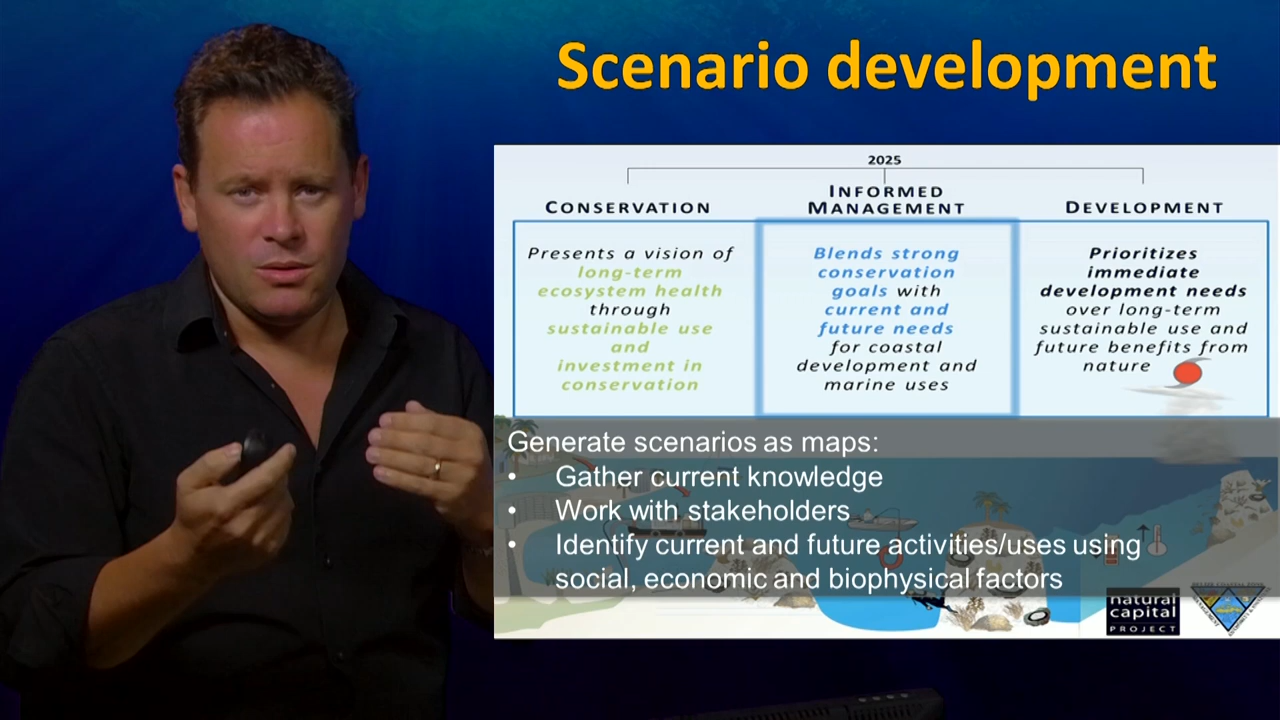 Scenario development
2025
CONSERVATION
Presents a vision of
long-term
ecosystem health
through
sustainable use
and
investment in
conservation
INFORMED
MANAGEMENT
Blends strong
conservation
goals with
current and
future needs
for coastal
development and
marine uses
DEVELOPMENT
Prioritizes
immediate
development needs
over long-term
sustainable use and
future benefits from
nature
Generate scenarios as maps:
• Gather current knowledge
• Work with stakeholders
• Identify current and future activities/uses using
social, economic and biophysical factors
natural
capital
PROJECT